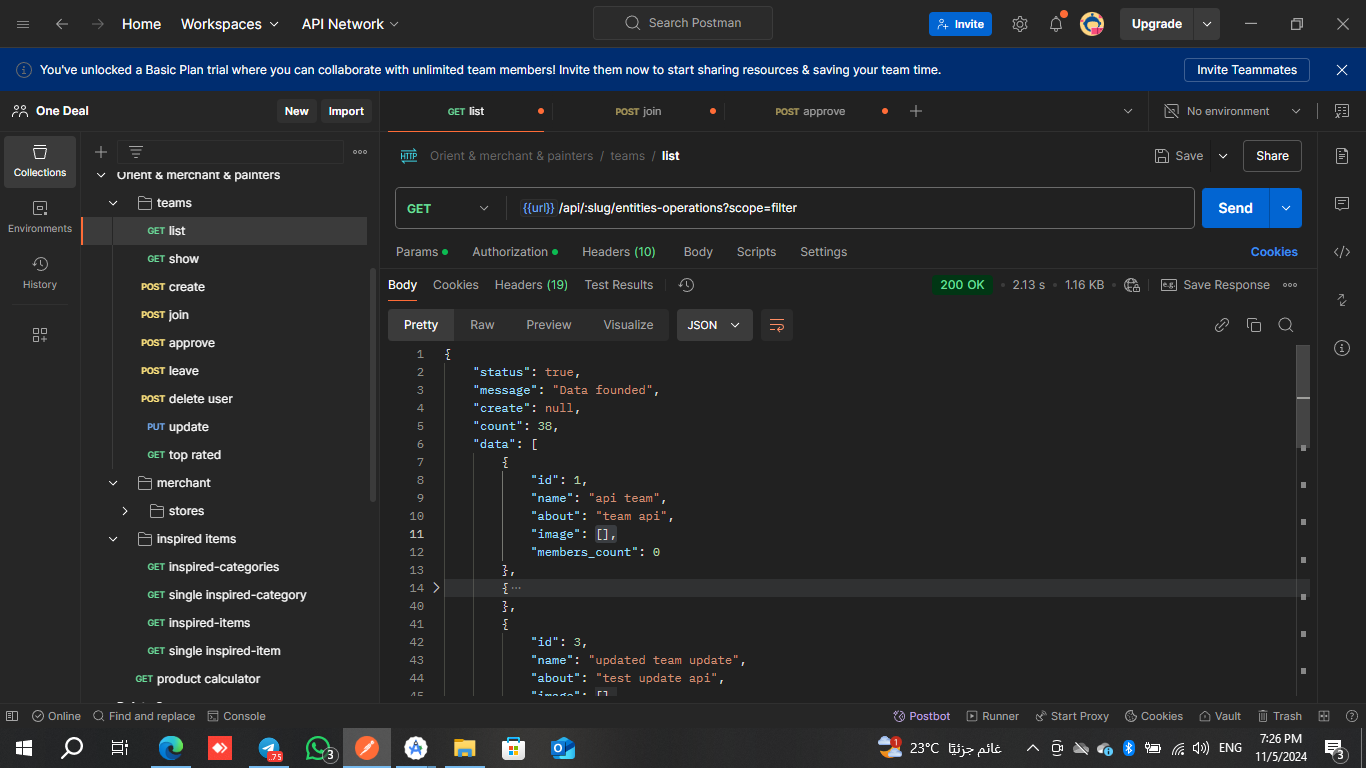 Home Workspaces API Network Search Postman Invite Upgrade
You've unlocked a Basic Plan trial where you can collaborate with unlimited team members! Invite them now to start sharing resources & saving your team time. Invite Teammates
One Deal New Import GET list POST join POST approve No environment
Collections
Environments
History
Orient & merchant & painters
teams
GET list
GET show
POST create
POST join
POST approve
POST leave
POST delete user
PUT update
GET top rated
merchant
stores
inspired items
GET inspired-categories
GET single inspired-category
GET inspired-items
GET single inspired-item
GET product calculator
HTTP Orient & merchant & painters / teams / list Save Share
GET {{url}} /api/:slug/entities-operations?scope=filter Send
Params Authorization Headers (10) Body Scripts Settings Cookies
Body Cookies Headers (19) Test Results 200 OK 2.13 s 1.16 KB Save Response
Pretty Raw Preview Visualize JSON
1 {
2 "status": true,
3 "message": "Data founded",
4 "create": null,
5 "count": 38,
6 "data": [
7 {
8 "id": 1,
9 "name": "api team",
10 "about": "team api",
11 "image": [],
12 "members_count": 0
13 },
14 {…
40 },
41 {
42 "id": 3,
43 "name": "updated team update",
44 "about": "test update api",
45 "image": [],
Online Find and replace Console Postbot Runner Start Proxy Cookies Vault Trash
.75 3 1 23°C غائم جزئيًا ENG 7:26 PM
11/5/2024 3